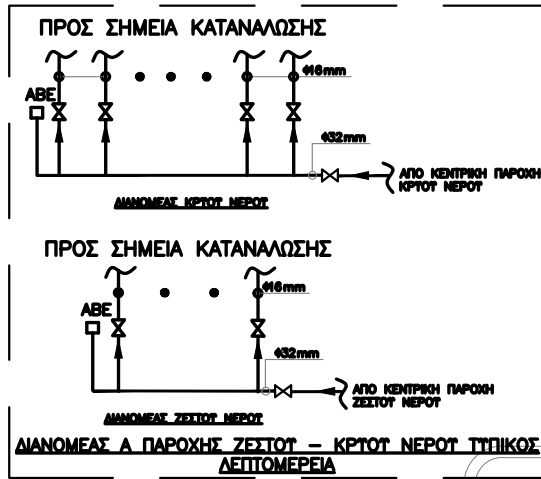 ΠΡΟΣ ΣΗΜΕΙΑ ΚΑΤΑΝΑΛΩΣΗΣ
Φ16mm
ΑΒΕ
Φ32mm
ΑΠΟ ΚΕΝΤΡΙΚΗ ΠΑΡΟΧΗ
ΚΡΤΟΤ ΝΕΡΟΤ
ΔΙΑΝΟΜΕΑΣ ΚΡΤΟΤ ΝΕΡΟΤ
ΠΡΟΣ ΣΗΜΕΙΑ ΚΑΤΑΝΑΛΩΣΗΣ
Φ16mm
ΑΒΕ
Φ32mm
ΑΠΟ ΚΕΝΤΡΙΚΗ ΠΑΡΟΧΗ
ΖΕΣΤΟΤ ΝΕΡΟΤ
ΔΙΑΝΟΜΕΑΣ ΖΕΣΤΟΤ ΝΕΡΟΤ
ΔΙΑΝΟΜΕΑΣ Α ΠΑΡΟΧΗΣ ΖΕΣΤΟΤ – ΚΡΤΟΤ ΝΕΡΟΤ ΤΤΠΙΚΟΣ
ΛΕΠΤΟΜΕΡΕΙΑ